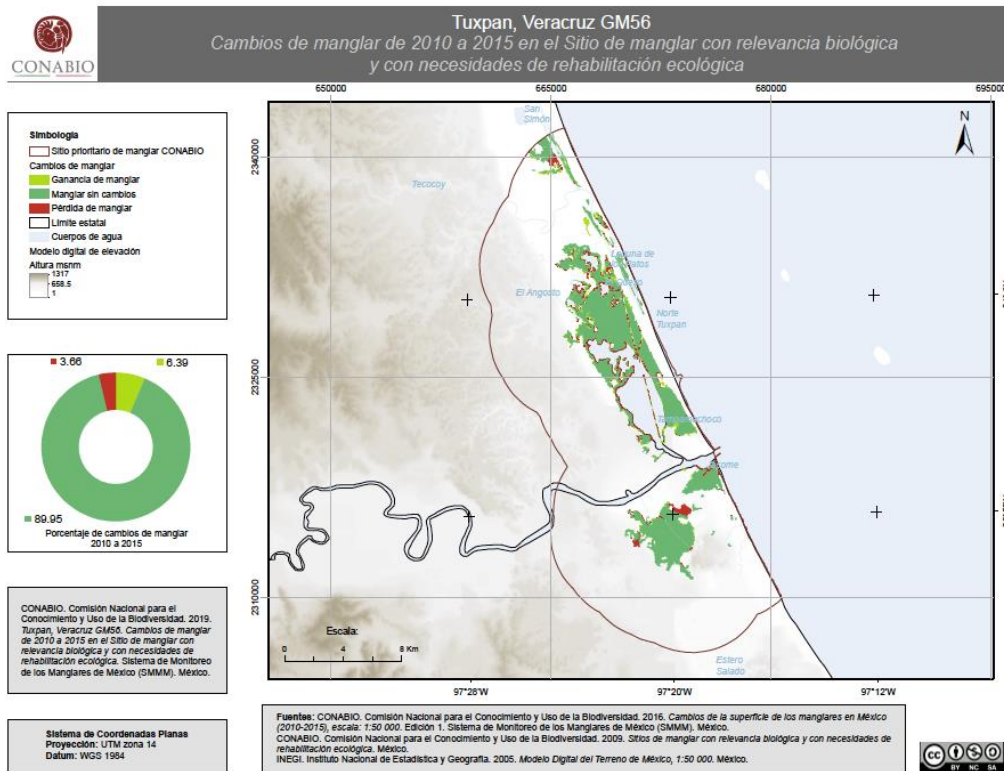 CONABIO
Tuxpan, Veracruz GM56
Cambios de manglar de 2010 a 2015 en el Sitio de manglar con relevancia biológica
y con necesidades de rehabilitación ecológica
Simbología
Sitio prioritario de manglar CONABIO
Cambios de manglar
Ganancia de manglar
Manglar sin cambios
Pérdida de manglar
Límite estatal
Cuerpos de agua
Modelo digital de elevación
Altura msnm
1317
658.5
1
3.66
6.39
89.95
Porcentaje de cambios de manglar
2010 a 2015
CONABIO. Comisión Nacional para el
Conocimiento y Uso de la Biodiversidad. 2019.
Tuxpan, Veracruz GM56. Cambios de manglar
de 2010 a 2015 en el Sitio de manglar con
relevancia biológica y con necesidades de
rehabilitación ecológica. Sistema de Monitoreo
de los Manglares de México (SMMM). México.
Sistema de Coordenadas Planas
Proyección: UTM zona 14
Datum: WGS 1984
650000
665000
680000
695000
2340000
2325000
2310000
N
San
Simón
Tecocoy
Laguna de
El Angosto
Norte
Tuxpan
Estero
Salado
Escala:
0 4 8 Km
97°28'W
97°20'W
97°12'W
Fuentes: CONABIO. Comisión Nacional para el Conocimiento y Uso de la Biodiversidad. 2016. Cambios de la superficie de los manglares en México
(2010-2015), escala: 1:50 000. Edición 1. Sistema de Monitoreo de los Manglares de México (SMMM). México.
CONABIO. Comisión Nacional para el Conocimiento y Uso de la Biodiversidad. 2009. Sitios de manglar con relevancia biológica y con necesidades de
rehabilitación ecológica. México.
INEGI. Instituto Nacional de Estadística y Geografía. 2005. Modelo Digital del Terreno de México, 1:50 000. México.
cc
BY NC SA